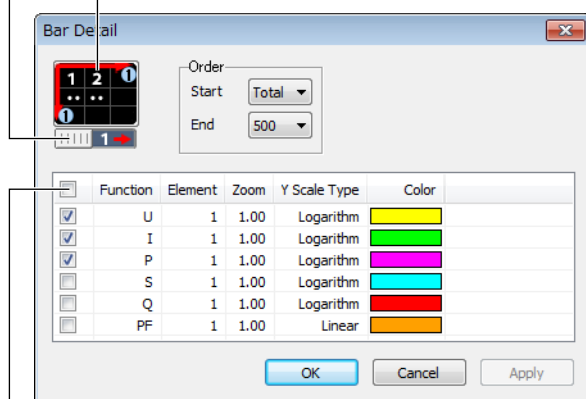 Bar Detail
1 2 1
1
1
Order
Start Total
End 500
Function Element Zoom Y Scale Type Color
U 1 1.00 Logarithm
I 1 1.00 Logarithm
P 1 1.00 Logarithm
S 1 1.00 Logarithm
Q 1 1.00 Logarithm
PF 1 1.00 Linear
OK Cancel Apply